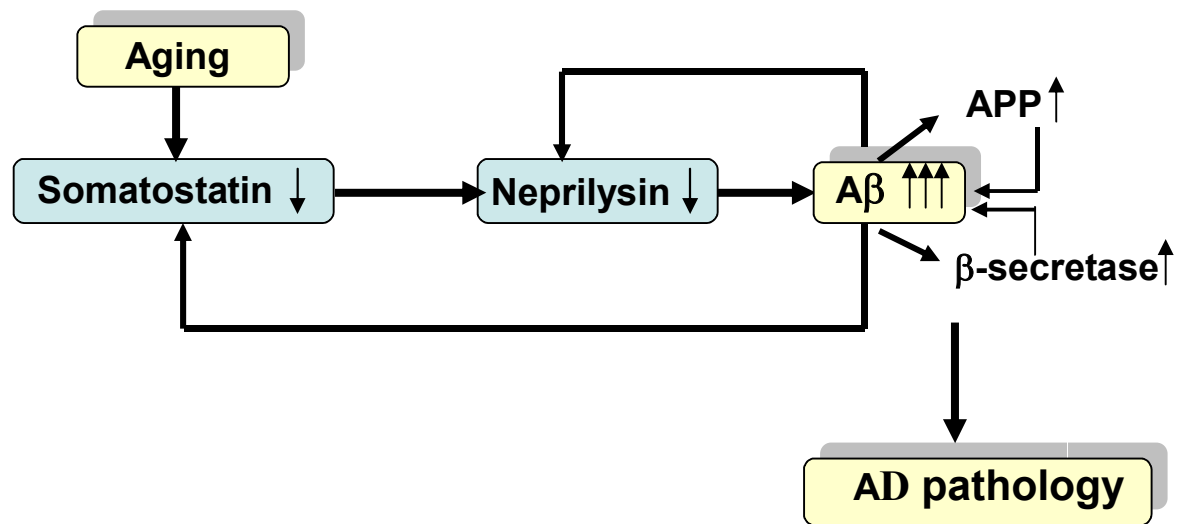 Aging
APP ↑
Somatostatin ↓
Neprilysin ↓
Aβ ↑↑↑
β-secretase↑
AD pathology